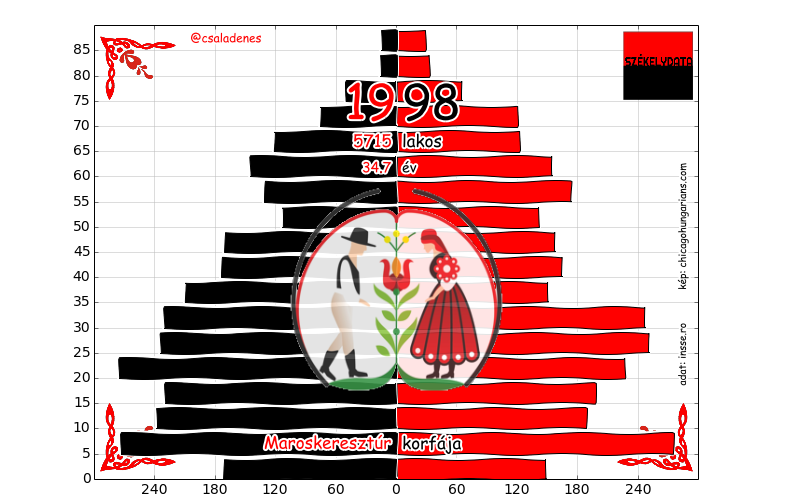 @csaladenes
SZÉKELYDATA
1998
5715 lakos
34.7 év
Maroskeresztúr korfája
kép: chicagohungarians.com
adat: insse.ro
85
80
75
70
65
60
55
50
45
40
35
30
25
20
15
10
5
0
240 180 120 60 0 60 120 180 240